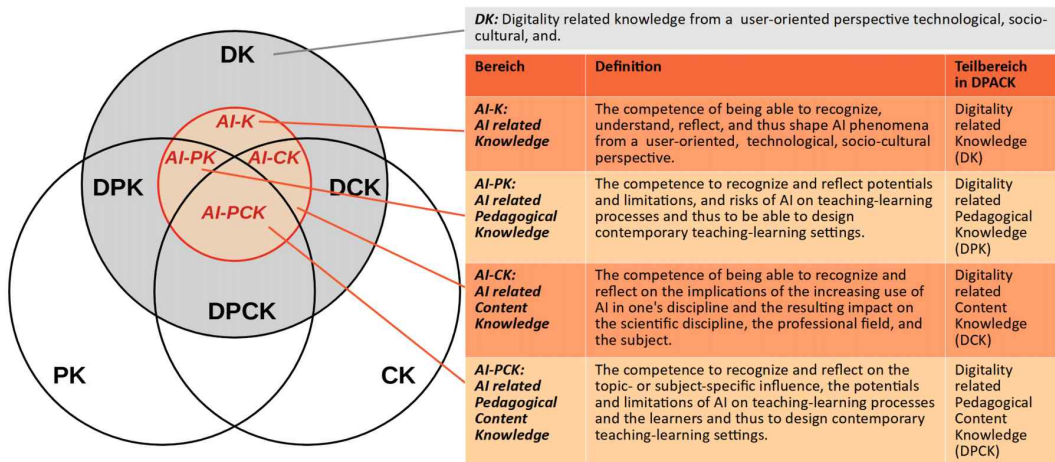 DK
AI-K
AI-PK
AI-CK
DPK
DCK
AI-PCK
DPCK
PK
CK
DK: Digitality related knowledge from a user-oriented perspective technological, socio-
cultural, and.
Bereich
Definition
Teilbereich
in DPACK
AI-K:
AI related
Knowledge
The competence of being able to recognize,
understand, reflect, and thus shape AI phenomena
from a user-oriented, technological, socio-cultural
perspective.
Digitality
related
Knowledge
(DK)
AI-PK:
AI related
Pedagogical
Knowledge
The competence to recognize and reflect potentials
and limitations, and risks of AI on teaching-learning
processes and thus to be able to design
contemporary teaching-learning settings.
Digitality
related
Pedagogical
Knowledge
(DPK)
AI-CK:
AI related
Content
Knowledge
The competence of being able to recognize and
reflect on the implications of the increasing use of
AI in one's discipline and the resulting impact on
the scientific discipline, the professional field, and
the subject.
Digitality
related
Content
Knowledge
(DCK)
AI-PCK:
AI related
Pedagogical
Content
Knowledge
The competence to recognize and reflect on the
topic- or subject-specific influence, the potentials
and limitations of AI on teaching-learning processes
and the learners and thus to design contemporary
teaching-learning settings.
Digitality
related
Pedagogical
Content
Knowledge
(DPCK)